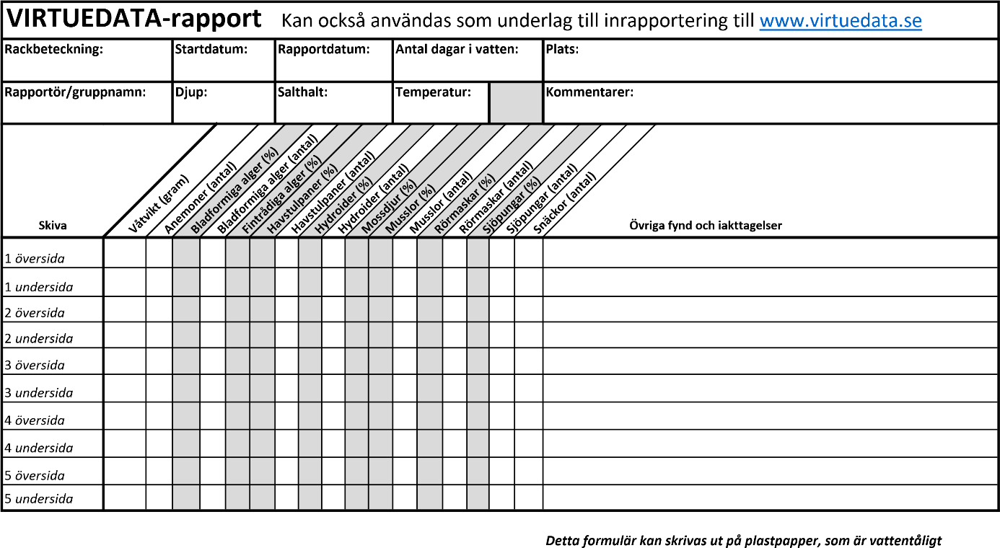 VIRTUEDATA-rapport Kan också användas som underlag till inrapportering till www.virtuedata.se
Rackbeteckning: Startdatum: Rapportdatum: Antal dagar i vatten: Plats:
Rapportör/gruppnamn: Djup: Salthalt: Temperatur: Kommentarer:
Skiva
Våtvikt (gram)
Anemoner (antal)
Bladformiga alger (%)
Bladformiga alger (antal)
Fintrådiga alger (%)
Havstulpaner (%)
Havstulpaner (antal)
Hydroider (%)
Hydroider (antal)
Mossdjur (%)
Musslor (%)
Musslor (antal)
Rörmaskar (%)
Rörmaskar (antal)
Sjöpungar (%)
Sjöpungar (antal)
Snäckor (antal)
Övriga fynd och iakttagelser
1 översida
1 undersida
2 översida
2 undersida
3 översida
3 undersida
4 översida
4 undersida
5 översida
5 undersida
Detta formulär kan skrivas ut på plastpapper, som är vattentåligt